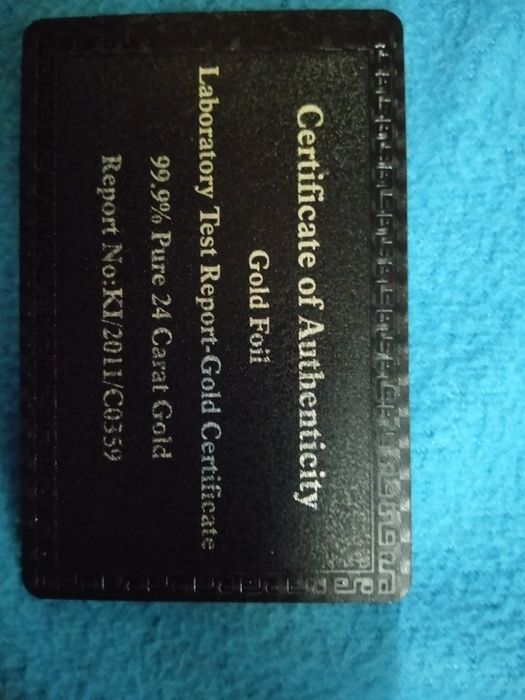 Certificate of Authenticity
Gold Foil
Laboratory Test Report-Gold Certificate
99.9% Pure 24 Carat Gold
Report No:KI/2011/C0359